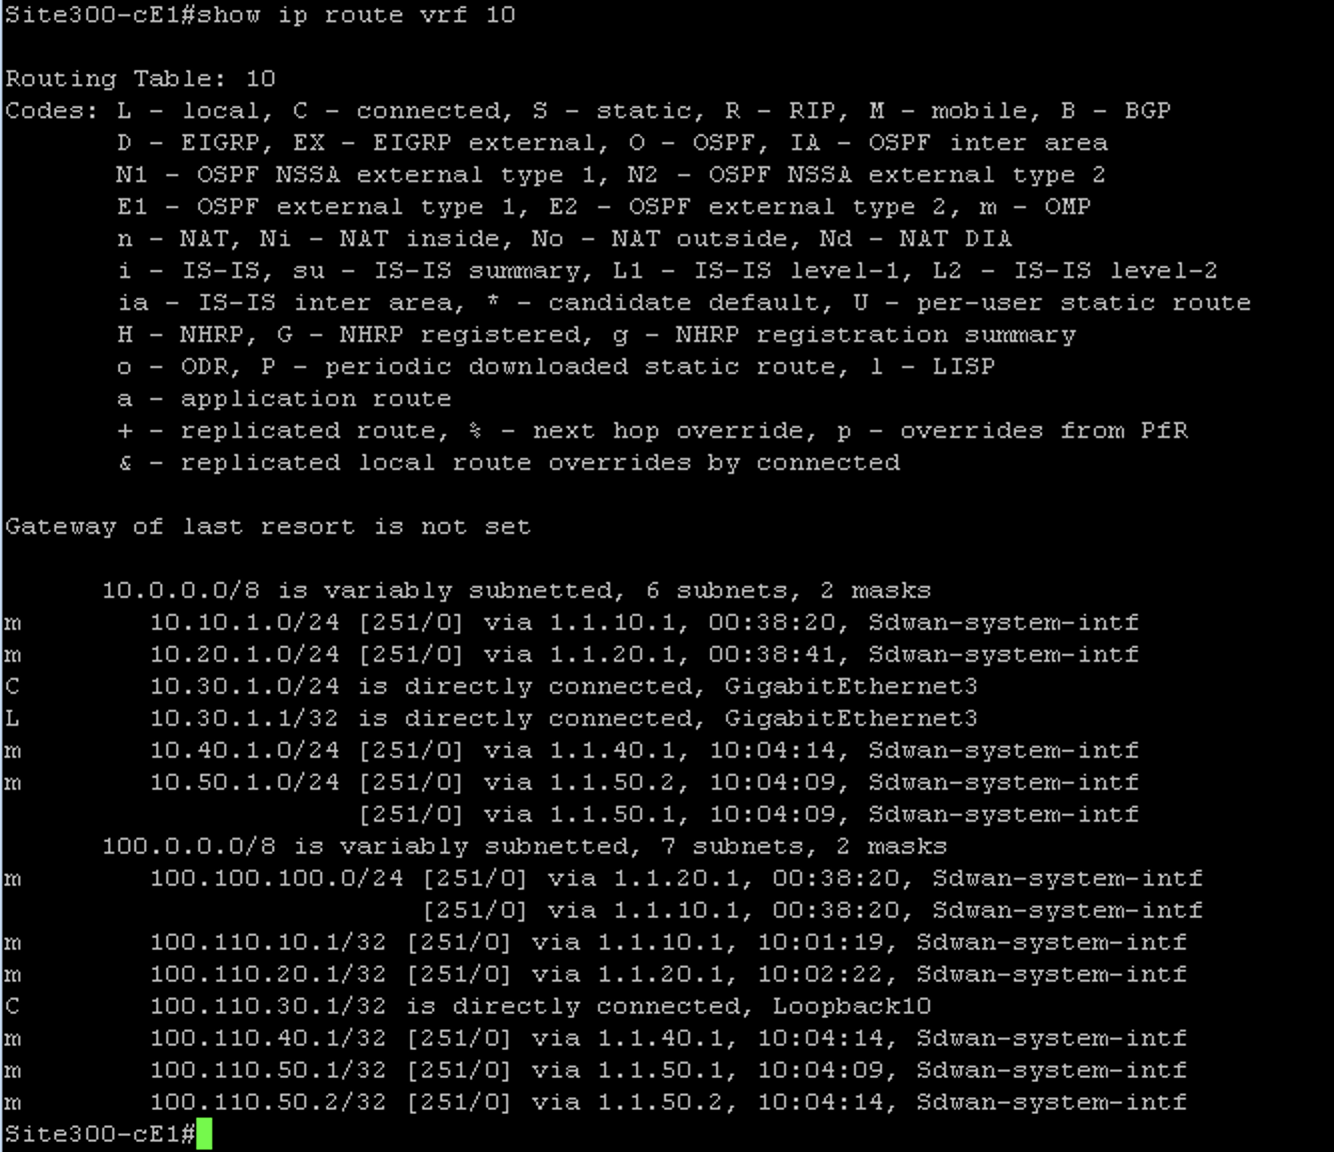 Site300-cE1#show ip route vrf 10
Routing Table: 10
Codes: L - local, C - connected, S - static, R - RIP, M - mobile, B - BGP
D - EIGRP, EX - EIGRP external, O - OSPF, IA - OSPF inter area
N1 - OSPF NSSA external type 1, N2 - OSPF NSSA external type 2
E1 - OSPF external type 1, E2 - OSPF external type 2, m - OMP
n - NAT, Ni - NAT inside, No - NAT outside, Nd - NAT DIA
i - IS-IS, su - IS-IS summary, L1 - IS-IS level-1, L2 - IS-IS level-2
ia - IS-IS inter area, * - candidate default, U - per-user static route
H - NHRP, G - NHRP registered, g - NHRP registration summary
o - ODR, P - periodic downloaded static route, l - LISP
a - application route
+ - replicated route, % - next hop override, p - overrides from PfR
& - replicated local route overrides by connected
Gateway of last resort is not set
10.0.0.0/8 is variably subnetted, 6 subnets, 2 masks
m 10.10.1.0/24 [251/0] via 1.1.10.1, 00:38:20, Sdwan-system-intf
m 10.20.1.0/24 [251/0] via 1.1.20.1, 00:38:41, Sdwan-system-intf
C 10.30.1.0/24 is directly connected, GigabitEthernet3
L 10.30.1.1/32 is directly connected, GigabitEthernet3
m 10.40.1.0/24 [251/0] via 1.1.40.1, 10:04:14, Sdwan-system-intf
m 10.50.1.0/24 [251/0] via 1.1.50.2, 10:04:09, Sdwan-system-intf
[251/0] via 1.1.50.1, 10:04:09, Sdwan-system-intf
100.0.0.0/8 is variably subnetted, 7 subnets, 2 masks
m 100.100.100.0/24 [251/0] via 1.1.20.1, 00:38:20, Sdwan-system-intf
[251/0] via 1.1.10.1, 00:38:20, Sdwan-system-intf
m 100.110.10.1/32 [251/0] via 1.1.10.1, 10:01:19, Sdwan-system-intf
m 100.110.20.1/32 [251/0] via 1.1.20.1, 10:02:22, Sdwan-system-intf
C 100.110.30.1/32 is directly connected, Loopback10
m 100.110.40.1/32 [251/0] via 1.1.40.1, 10:04:14, Sdwan-system-intf
m 100.110.50.1/32 [251/0] via 1.1.50.1, 10:04:09, Sdwan-system-intf
m 100.110.50.2/32 [251/0] via 1.1.50.2, 10:04:14, Sdwan-system-intf
Site300-cE1#